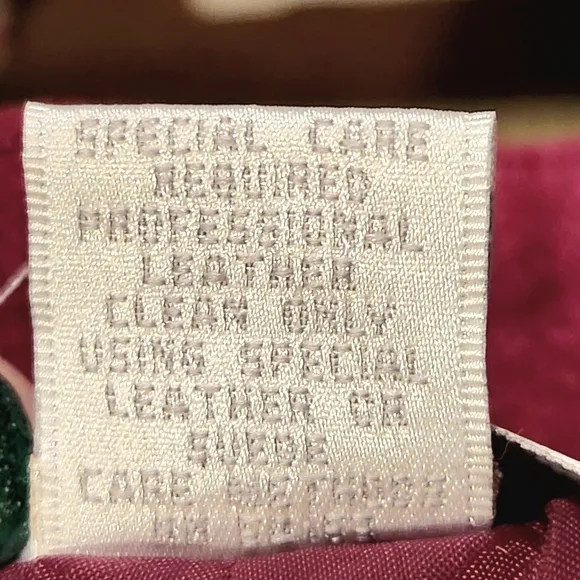 SPECIAL CARE
REQUIRED
PROFESSIONAL
LEATHER
CLEAN ONLY
USING SPECIAL
LEATHER OR
SUEDE
CARE METHODS